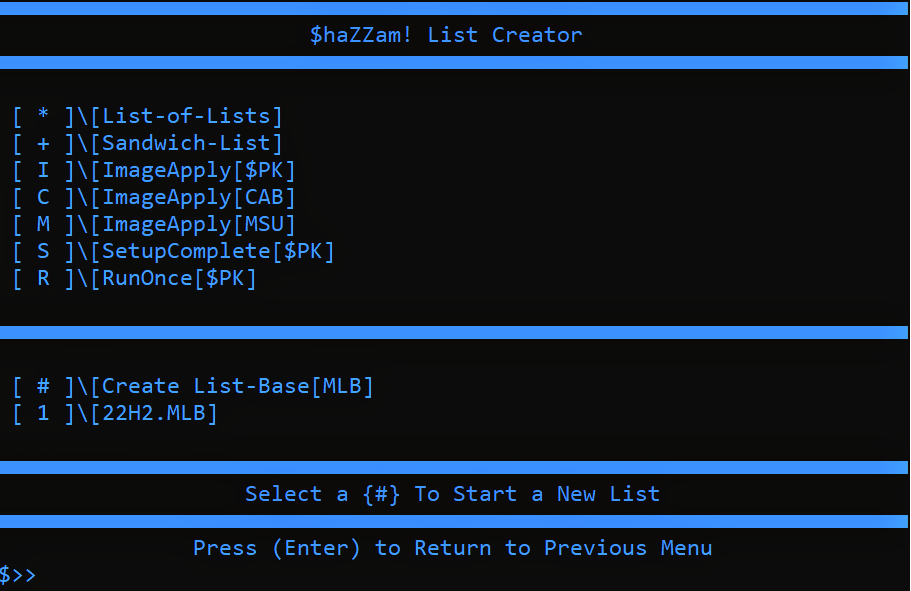 $haZZam! List Creator
[ * ]\[List-of-Lists]
[ + ]\[Sandwich-List]
[ I ]\[ImageApply[$PK]
[ C ]\[ImageApply[CAB]
[ M ]\[ImageApply[MSU]
[ S ]\[SetupComplete[$PK]
[ R ]\[RunOnce[$PK]
[ # ]\[Create List-Base[MLB]
[ 1 ]\[22H2.MLB]
Select a {#} To Start a New List
Press (Enter) to Return to Previous Menu
$>>